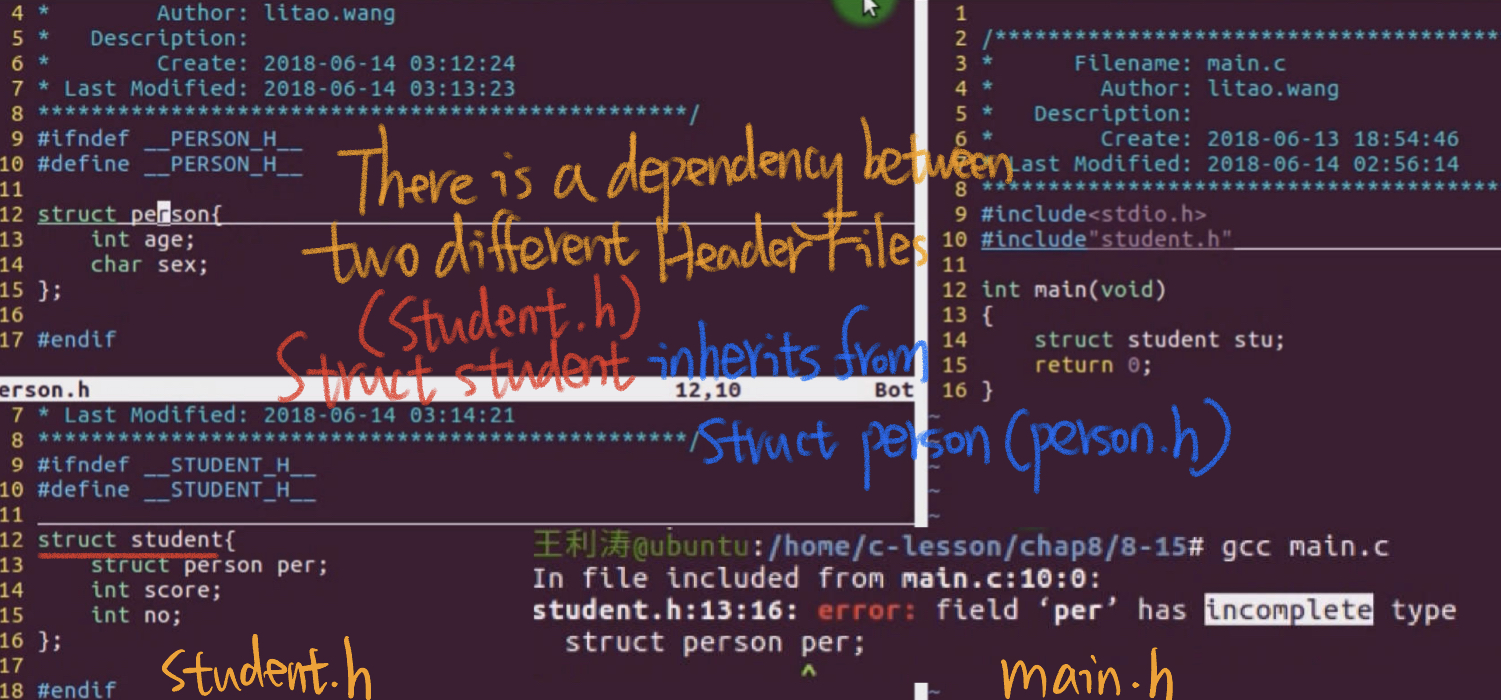 4 *        Author: litao.wang
5 *   Description:
6 *        Create: 2018-06-14 03:12:24
7 * Last Modified: 2018-06-14 03:13:23
8 *************************************************/
9 #ifndef __PERSON_H__
10 #define __PERSON_H__
11
12 struct person{
13     int age;
14     char sex;
15 };
16
17 #endif
erson.h 12,10 Bot
7 * Last Modified: 2018-06-14 03:14:21
8 *************************************************/
9 #ifndef __STUDENT_H__
10 #define __STUDENT_H__
11
12 struct student{
13     struct person per;
14     int score;
15     int no;
16 };
17
18 #endif
1
2 /***************************************
3 *      Filename: main.c
4 *        Author: litao.wang
5 *   Description:
6 *        Create: 2018-06-13 18:54:46
Last Modified: 2018-06-14 02:56:14
8 ***************************************
9 #include<stdio.h>
10 #include"student.h"
11
12 int main(void)
13 {
14     struct student stu;
15     return 0;
16 }
~
~
~
~
~
There is a dependency between
two different Header Files
(Student.h)
Struct student inherits from
Struct person (person.h)
王利涛@ubuntu:/home/c-lesson/chap8/8-15# gcc main.c
In file included from main.c:10:0:
student.h:13:16: error: field ‘per’ has incomplete type
  struct person per;
^
student.h
main.h